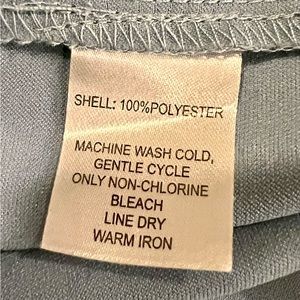 SHELL: 100%POLYESTER
MACHINE WASH COLD,
GENTLE CYCLE
ONLY NON-CHLORINE
BLEACH
LINE DRY
WARM IRON